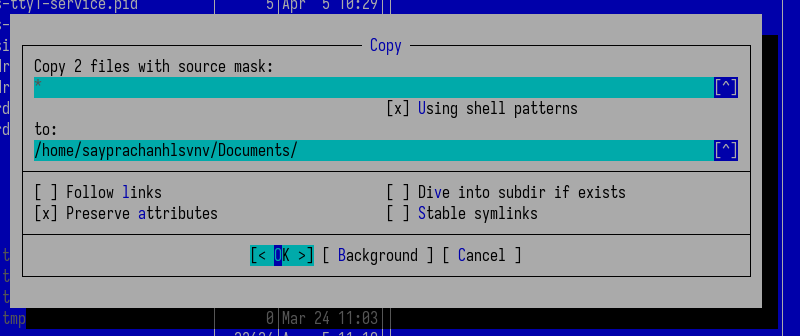 s-tty1-service.pid 5 Apr 5 10:29
Copy
Copy 2 files with source mask:
* [^]
[x] Using shell patterns
to:
/home/sayprachanhlsvnv/Documents/ [^]
[ ] Follow links [ ] Dive into subdir if exists
[x] Preserve attributes [ ] Stable symlinks
[< OK >] [ Background ] [ Cancel ]
tmp 0 Mar 24 11:03